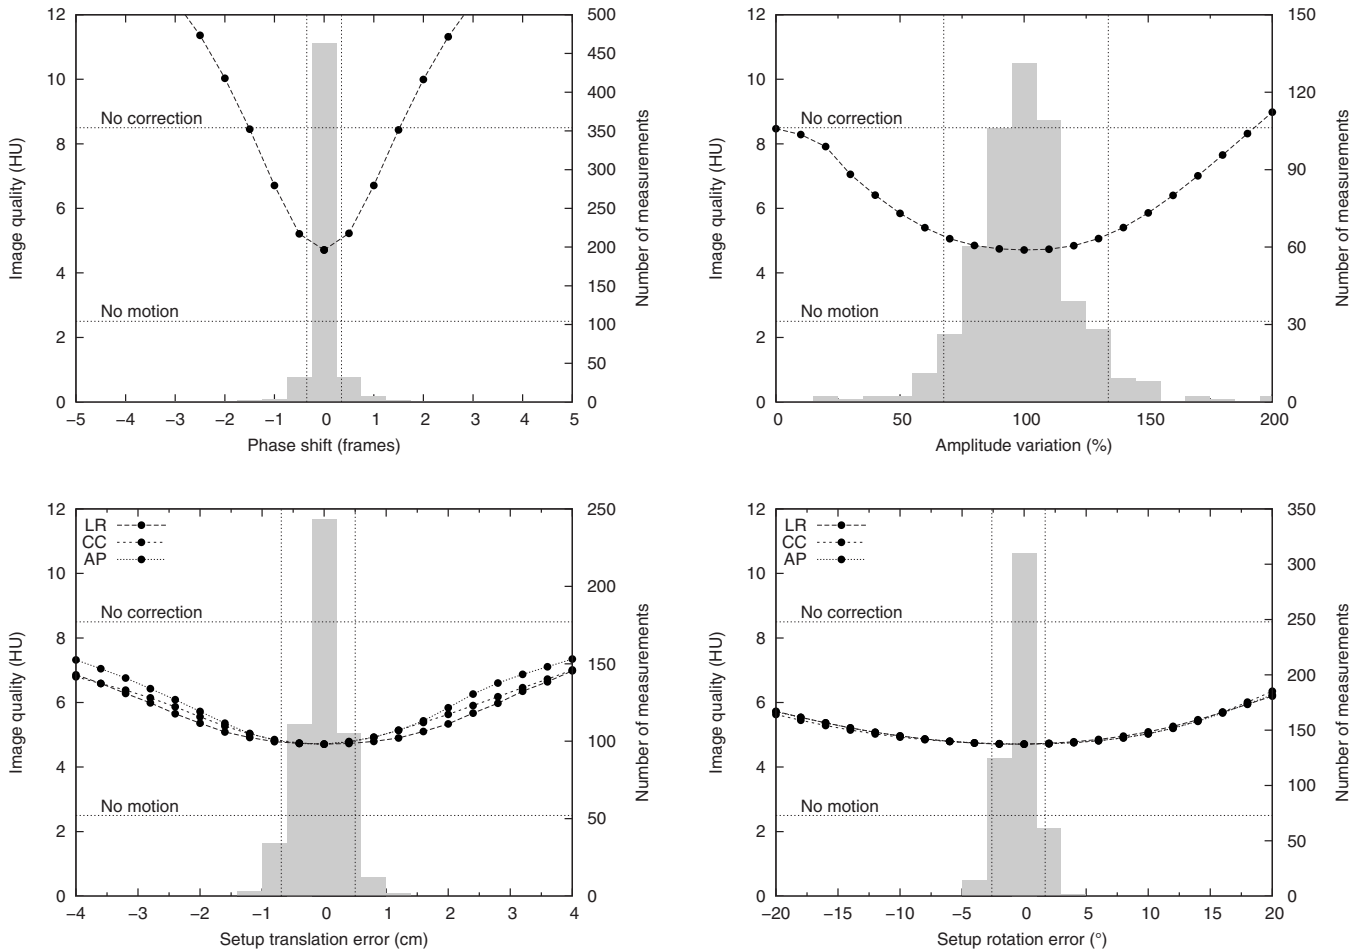 12
10
8
6
4
2
0
Image quality (HU)
No correction
No motion
500
450
400
350
300
250
200
150
100
50
0
Number of measurements
−5 −4 −3 −2 −1 0 1 2 3 4 5
Phase shift (frames)
12
10
8
6
4
2
0
Image quality (HU)
No correction
No motion
150
120
90
60
30
0
Number of measurements
0 50 100 150 200
Amplitude variation (%)
12
10
8
6
4
2
0
Image quality (HU)
LR
CC
AP
No correction
No motion
250
200
150
100
50
0
Number of measurements
−4 −3 −2 −1 0 1 2 3 4
Setup translation error (cm)
12
10
8
6
4
2
0
Image quality (HU)
LR
CC
AP
No correction
No motion
350
300
250
200
150
100
50
0
Number of measurements
−20 −15 −10 −5 0 5 10 15 20
Setup rotation error (°)